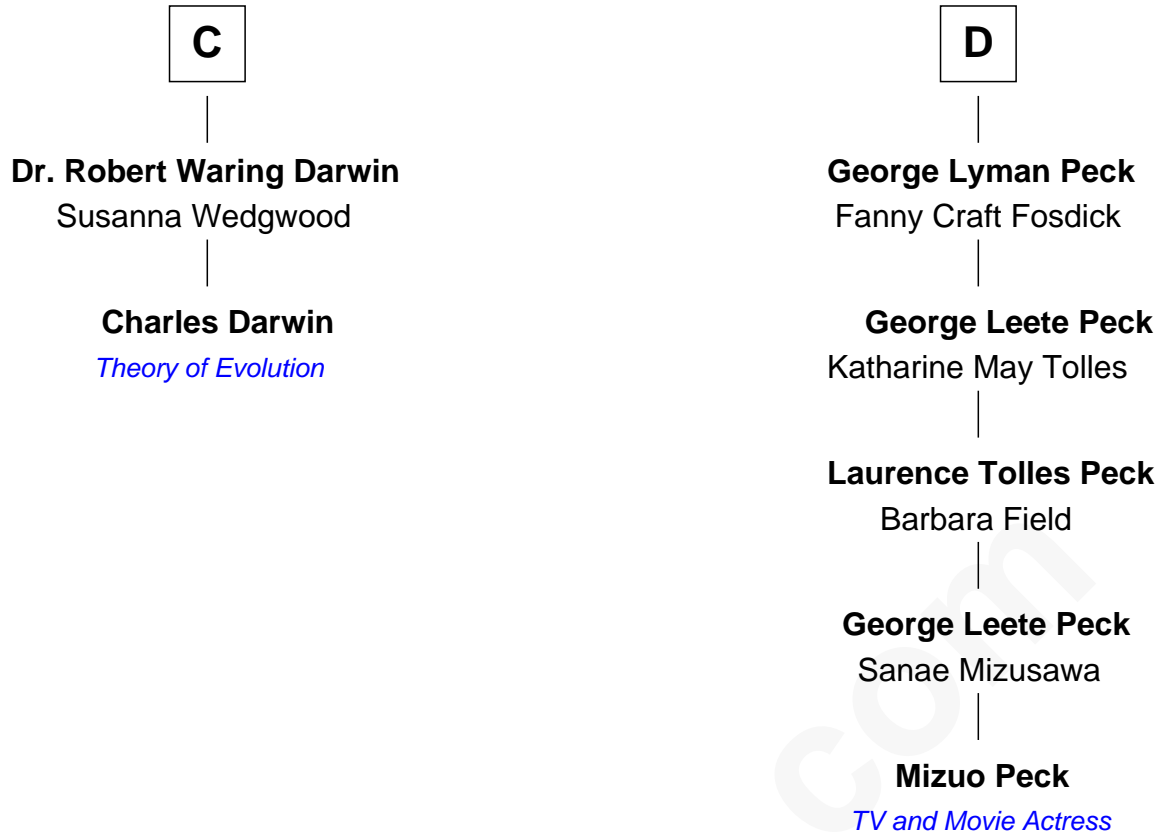 C
Dr. Robert Waring Darwin
Susanna Wedgwood
Charles Darwin
Theory of Evolution
D
George Lyman Peck
Fanny Craft Fosdick
George Leete Peck
Katharine May Tolles
Laurence Tolles Peck
Barbara Field
George Leete Peck
Sanae Mizusawa
Mizuo Peck
TV and Movie Actress
com